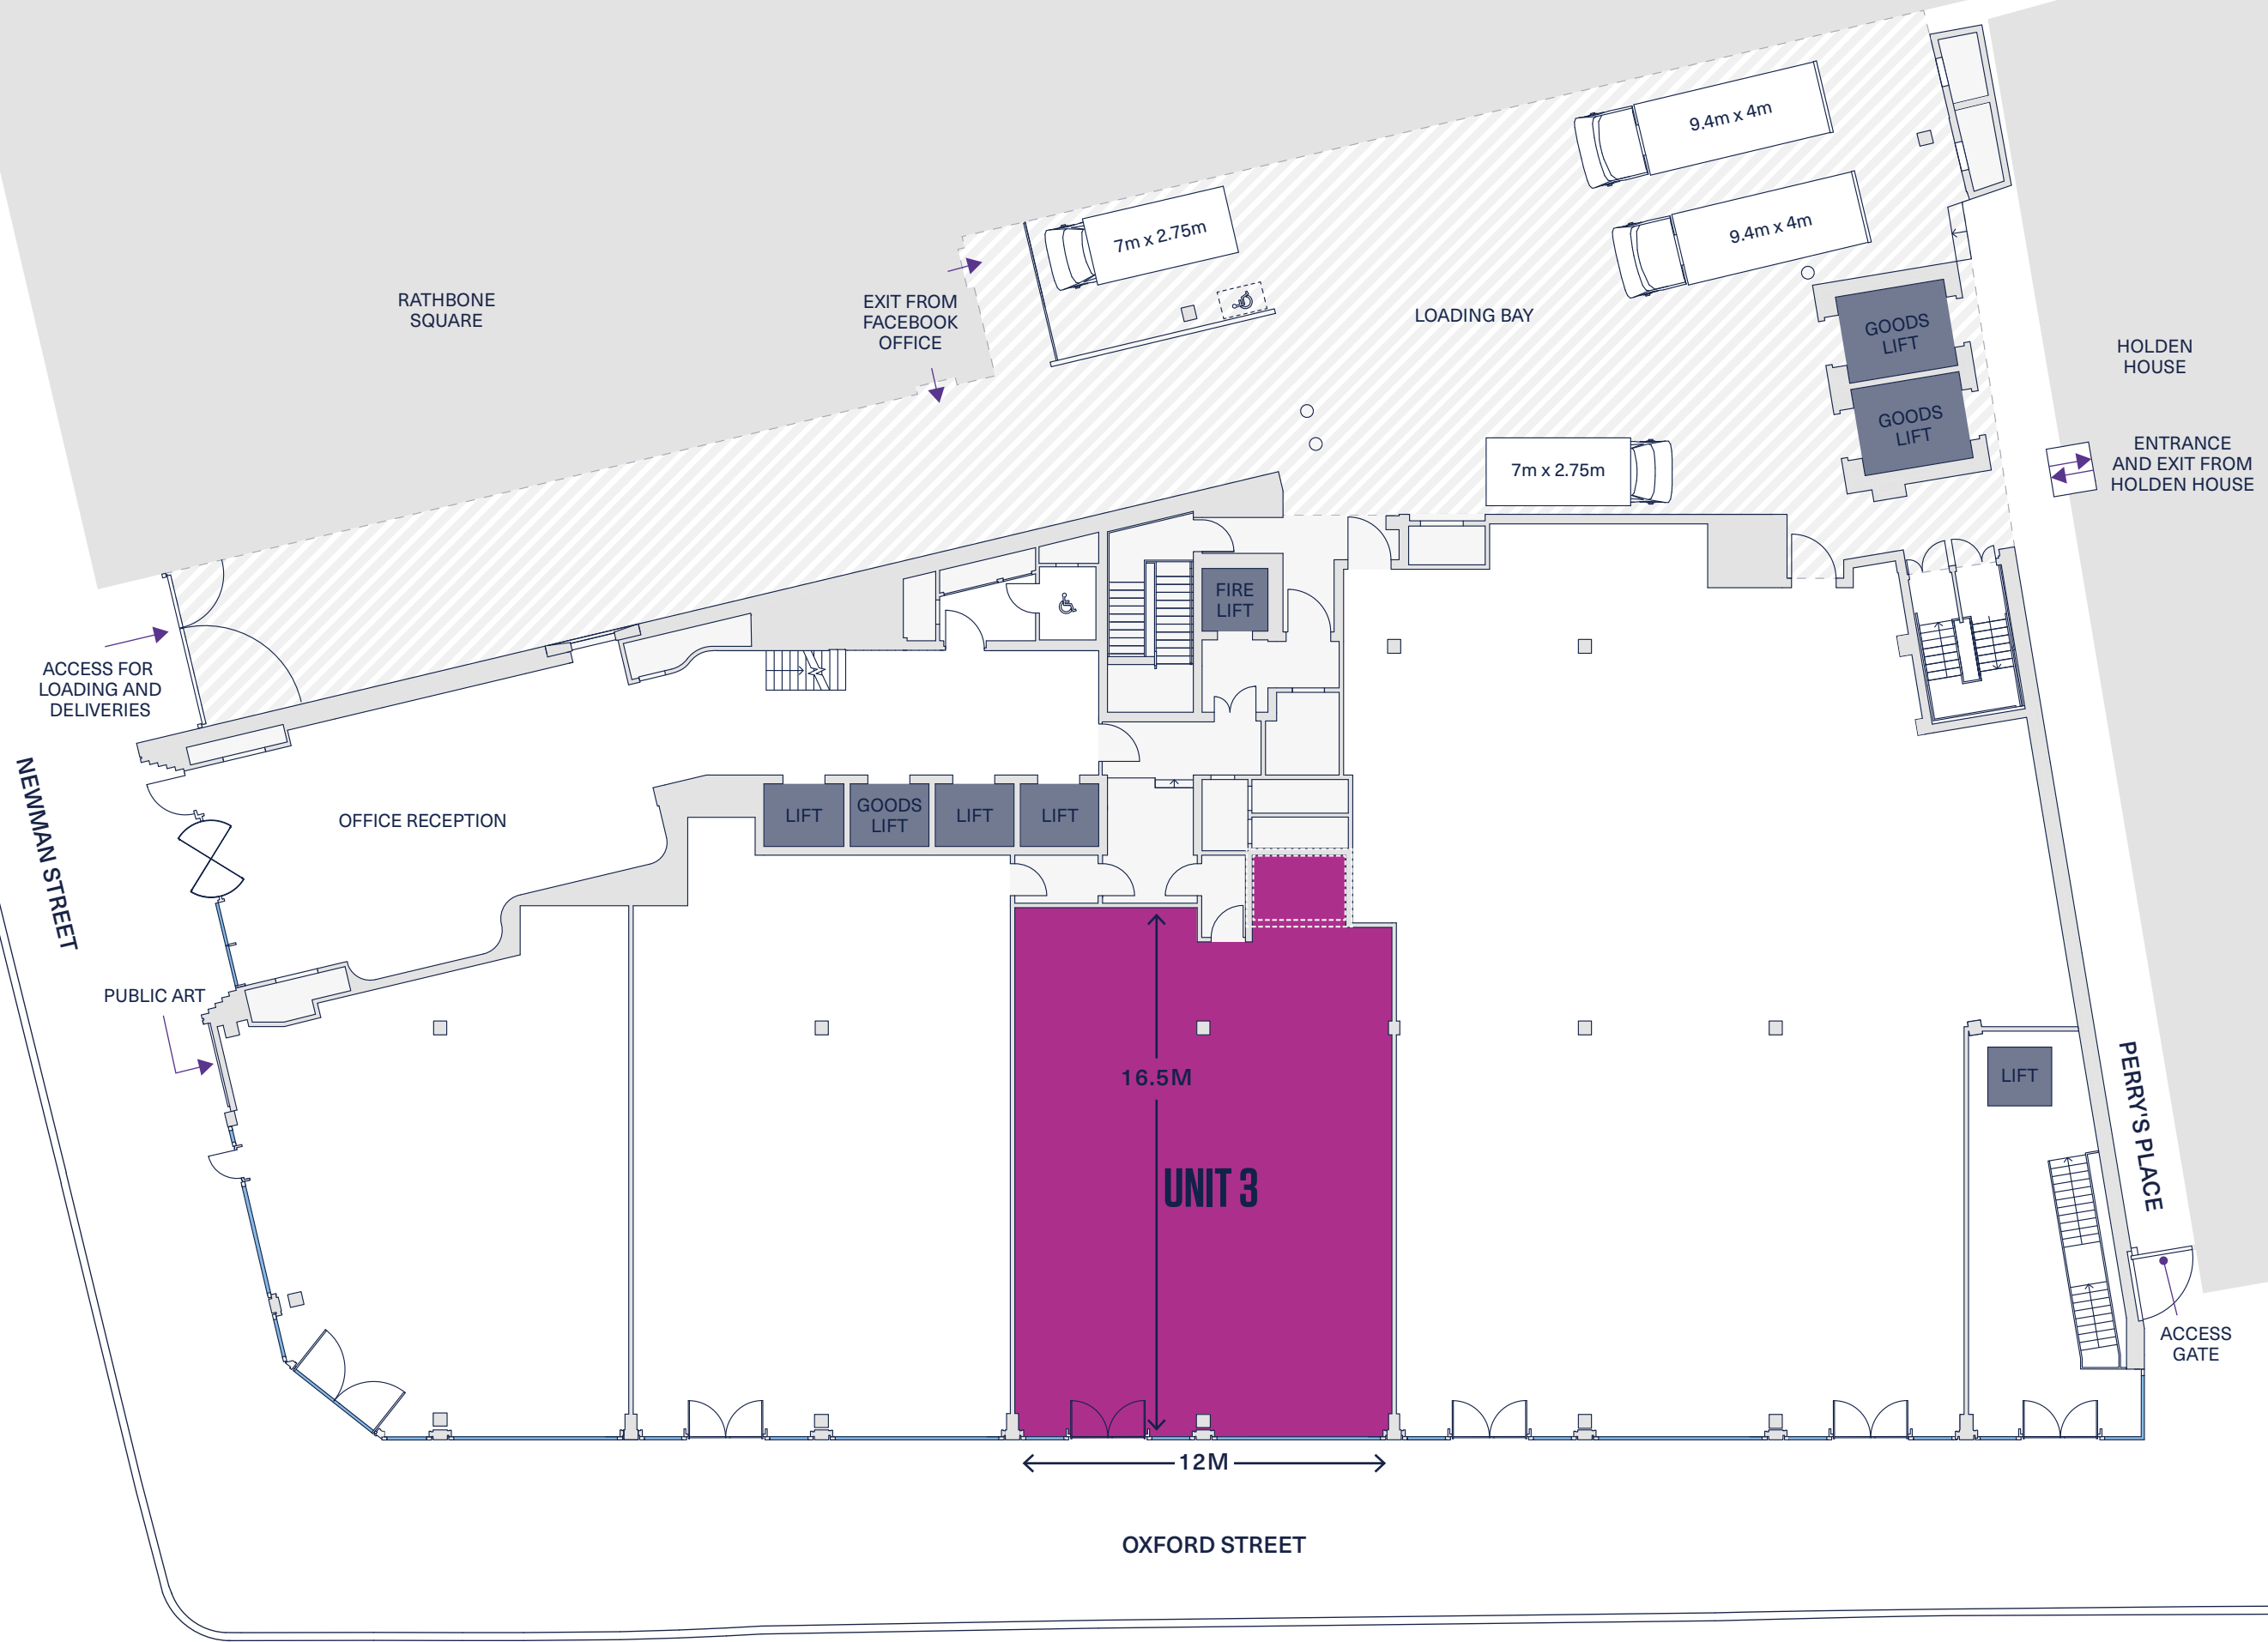 9.4m x 4m
9.4m x 4m
7m x 2.75m
RATHBONE
SQUARE
EXIT FROM
FACEBOOK
OFFICE
LOADING BAY
GOODS
LIFT
GOODS
LIFT
HOLDEN
HOUSE
ENTRANCE
AND EXIT FROM
HOLDEN HOUSE
7m x 2.75m
FIRE
LIFT
ACCESS FOR
LOADING AND
DELIVERIES
NEWMAN STREET
OFFICE RECEPTION
LIFT
GOODS
LIFT
LIFT
LIFT
PUBLIC ART
16.5M
UNIT 3
LIFT
PERRY'S PLACE
ACCESS
GATE
12M
OXFORD STREET